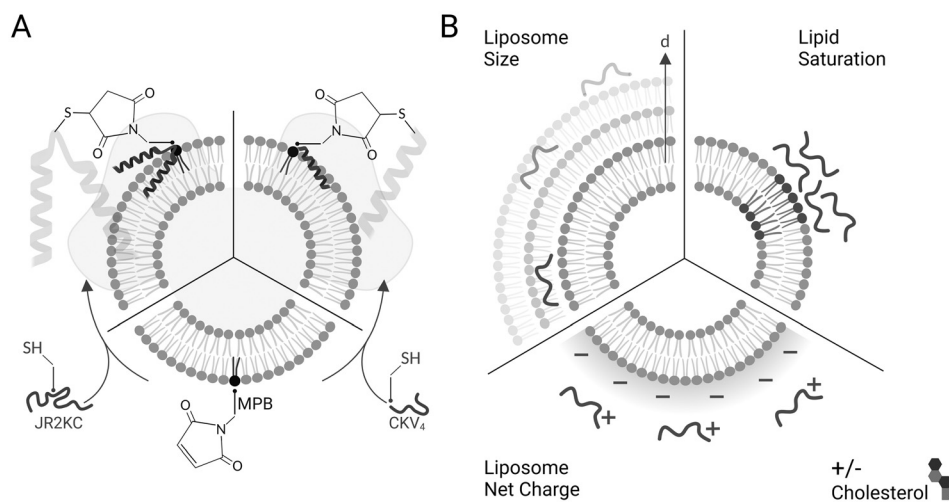 A
S
O
N
O
O
N
O
S
SH
JR2KC
MPB
O
N
O
SH
CKV₄
B
Liposome
Size
d
Lipid
Saturation
−
−
−
−
−
−
+
+
+
Liposome
Net Charge
+/-
Cholesterol